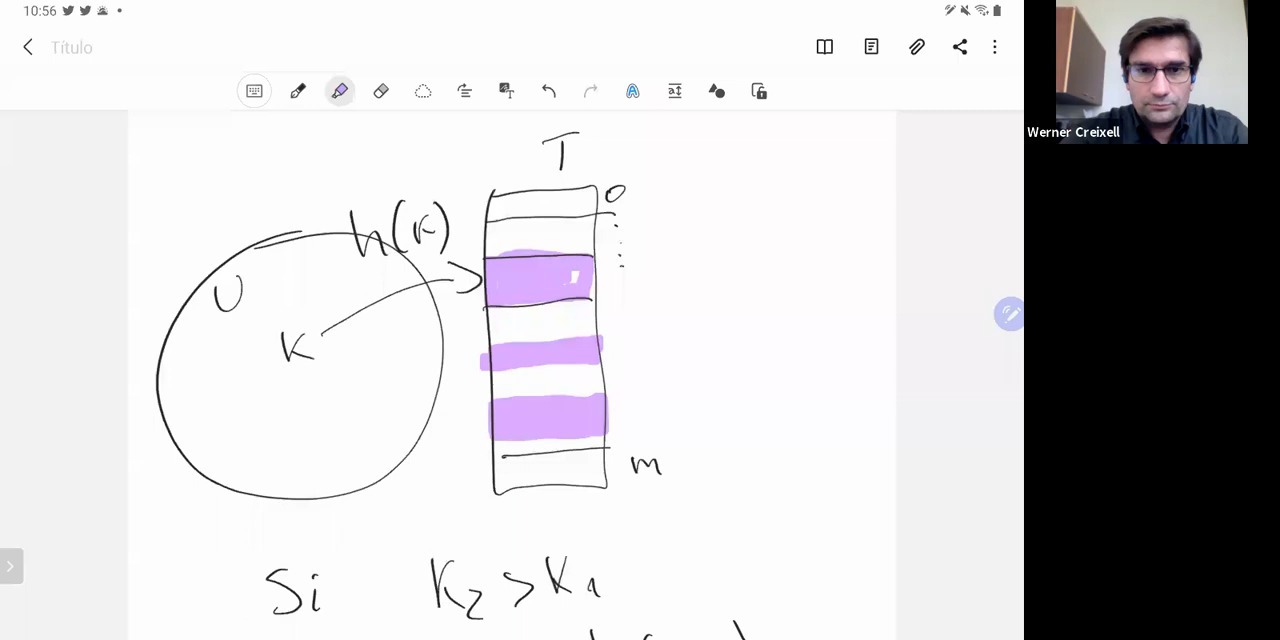 10:56
Título
Werner Creixell
T
0
h(K)
U
K
m
Si K2 > K1